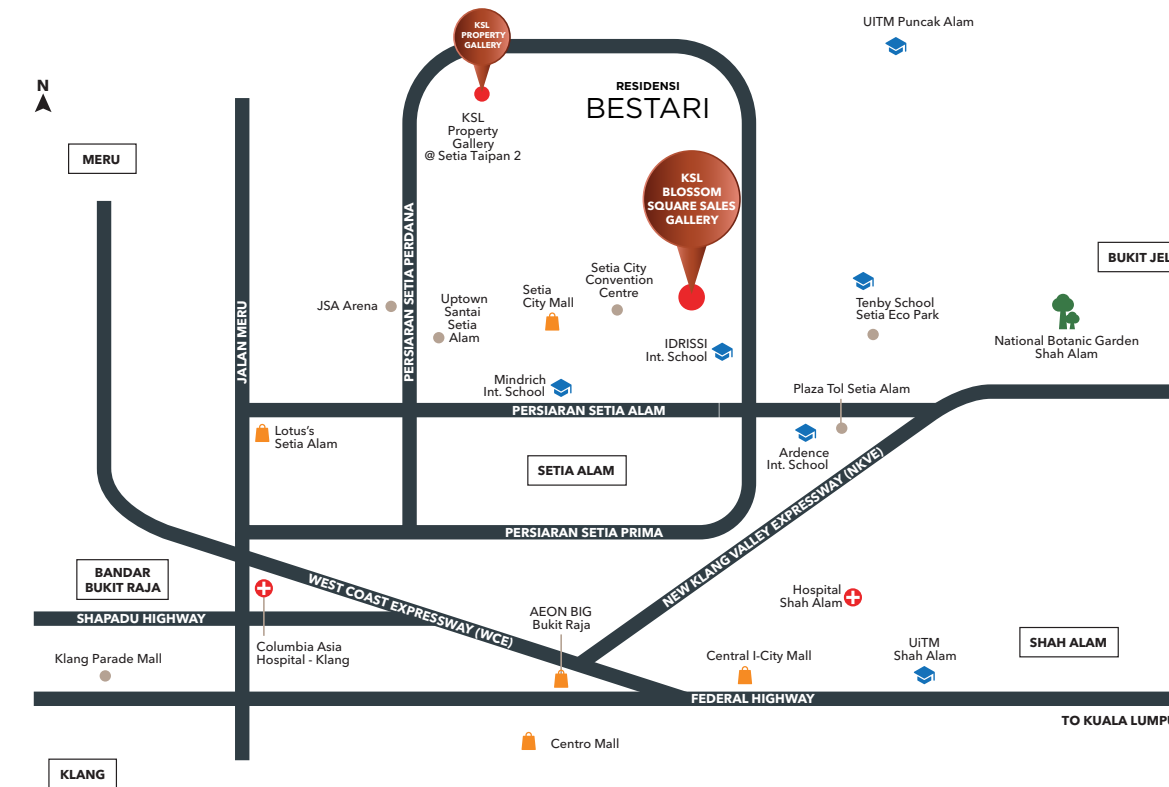 KSL
PROPERTY
GALLERY
UITM Puncak Alam
N
RESIDENSI
BESTARI
KSL
Property
Gallery
@ Setia Taipan 2
MERU
KSL
BLOSSOM
SQUARE SALES
GALLERY
PERSIARAN SETIA PERDANA
BUKIT JEL
Setia City
Convention
Centre
Setia
City Mall
JSA Arena
Uptown
Santai
Setia
Alam
Tenby School
Setia Eco Park
National Botanic Garden
Shah Alam
JALAN MERU
IDRISSI
Int. School
Mindrich
Int. School
Plaza Tol Setia Alam
PERSIARAN SETIA ALAM
Lotus's
Setia Alam
Ardence
Int. School
SETIA ALAM
NEW KLANG VALLEY EXPRESSWAY (NKVE)
PERSIARAN SETIA PRIMA
BANDAR
BUKIT RAJA
WEST COAST EXPRESSWAY (WCE)
Hospital
Shah Alam
SHAPADU HIGHWAY
AEON BIG
Bukit Raja
Columbia Asia
Hospital - Klang
Klang Parade Mall
Central I-City Mall
UiTM
Shah Alam
SHAH ALAM
FEDERAL HIGHWAY
TO KUALA LUMPU
Centro Mall
KLANG